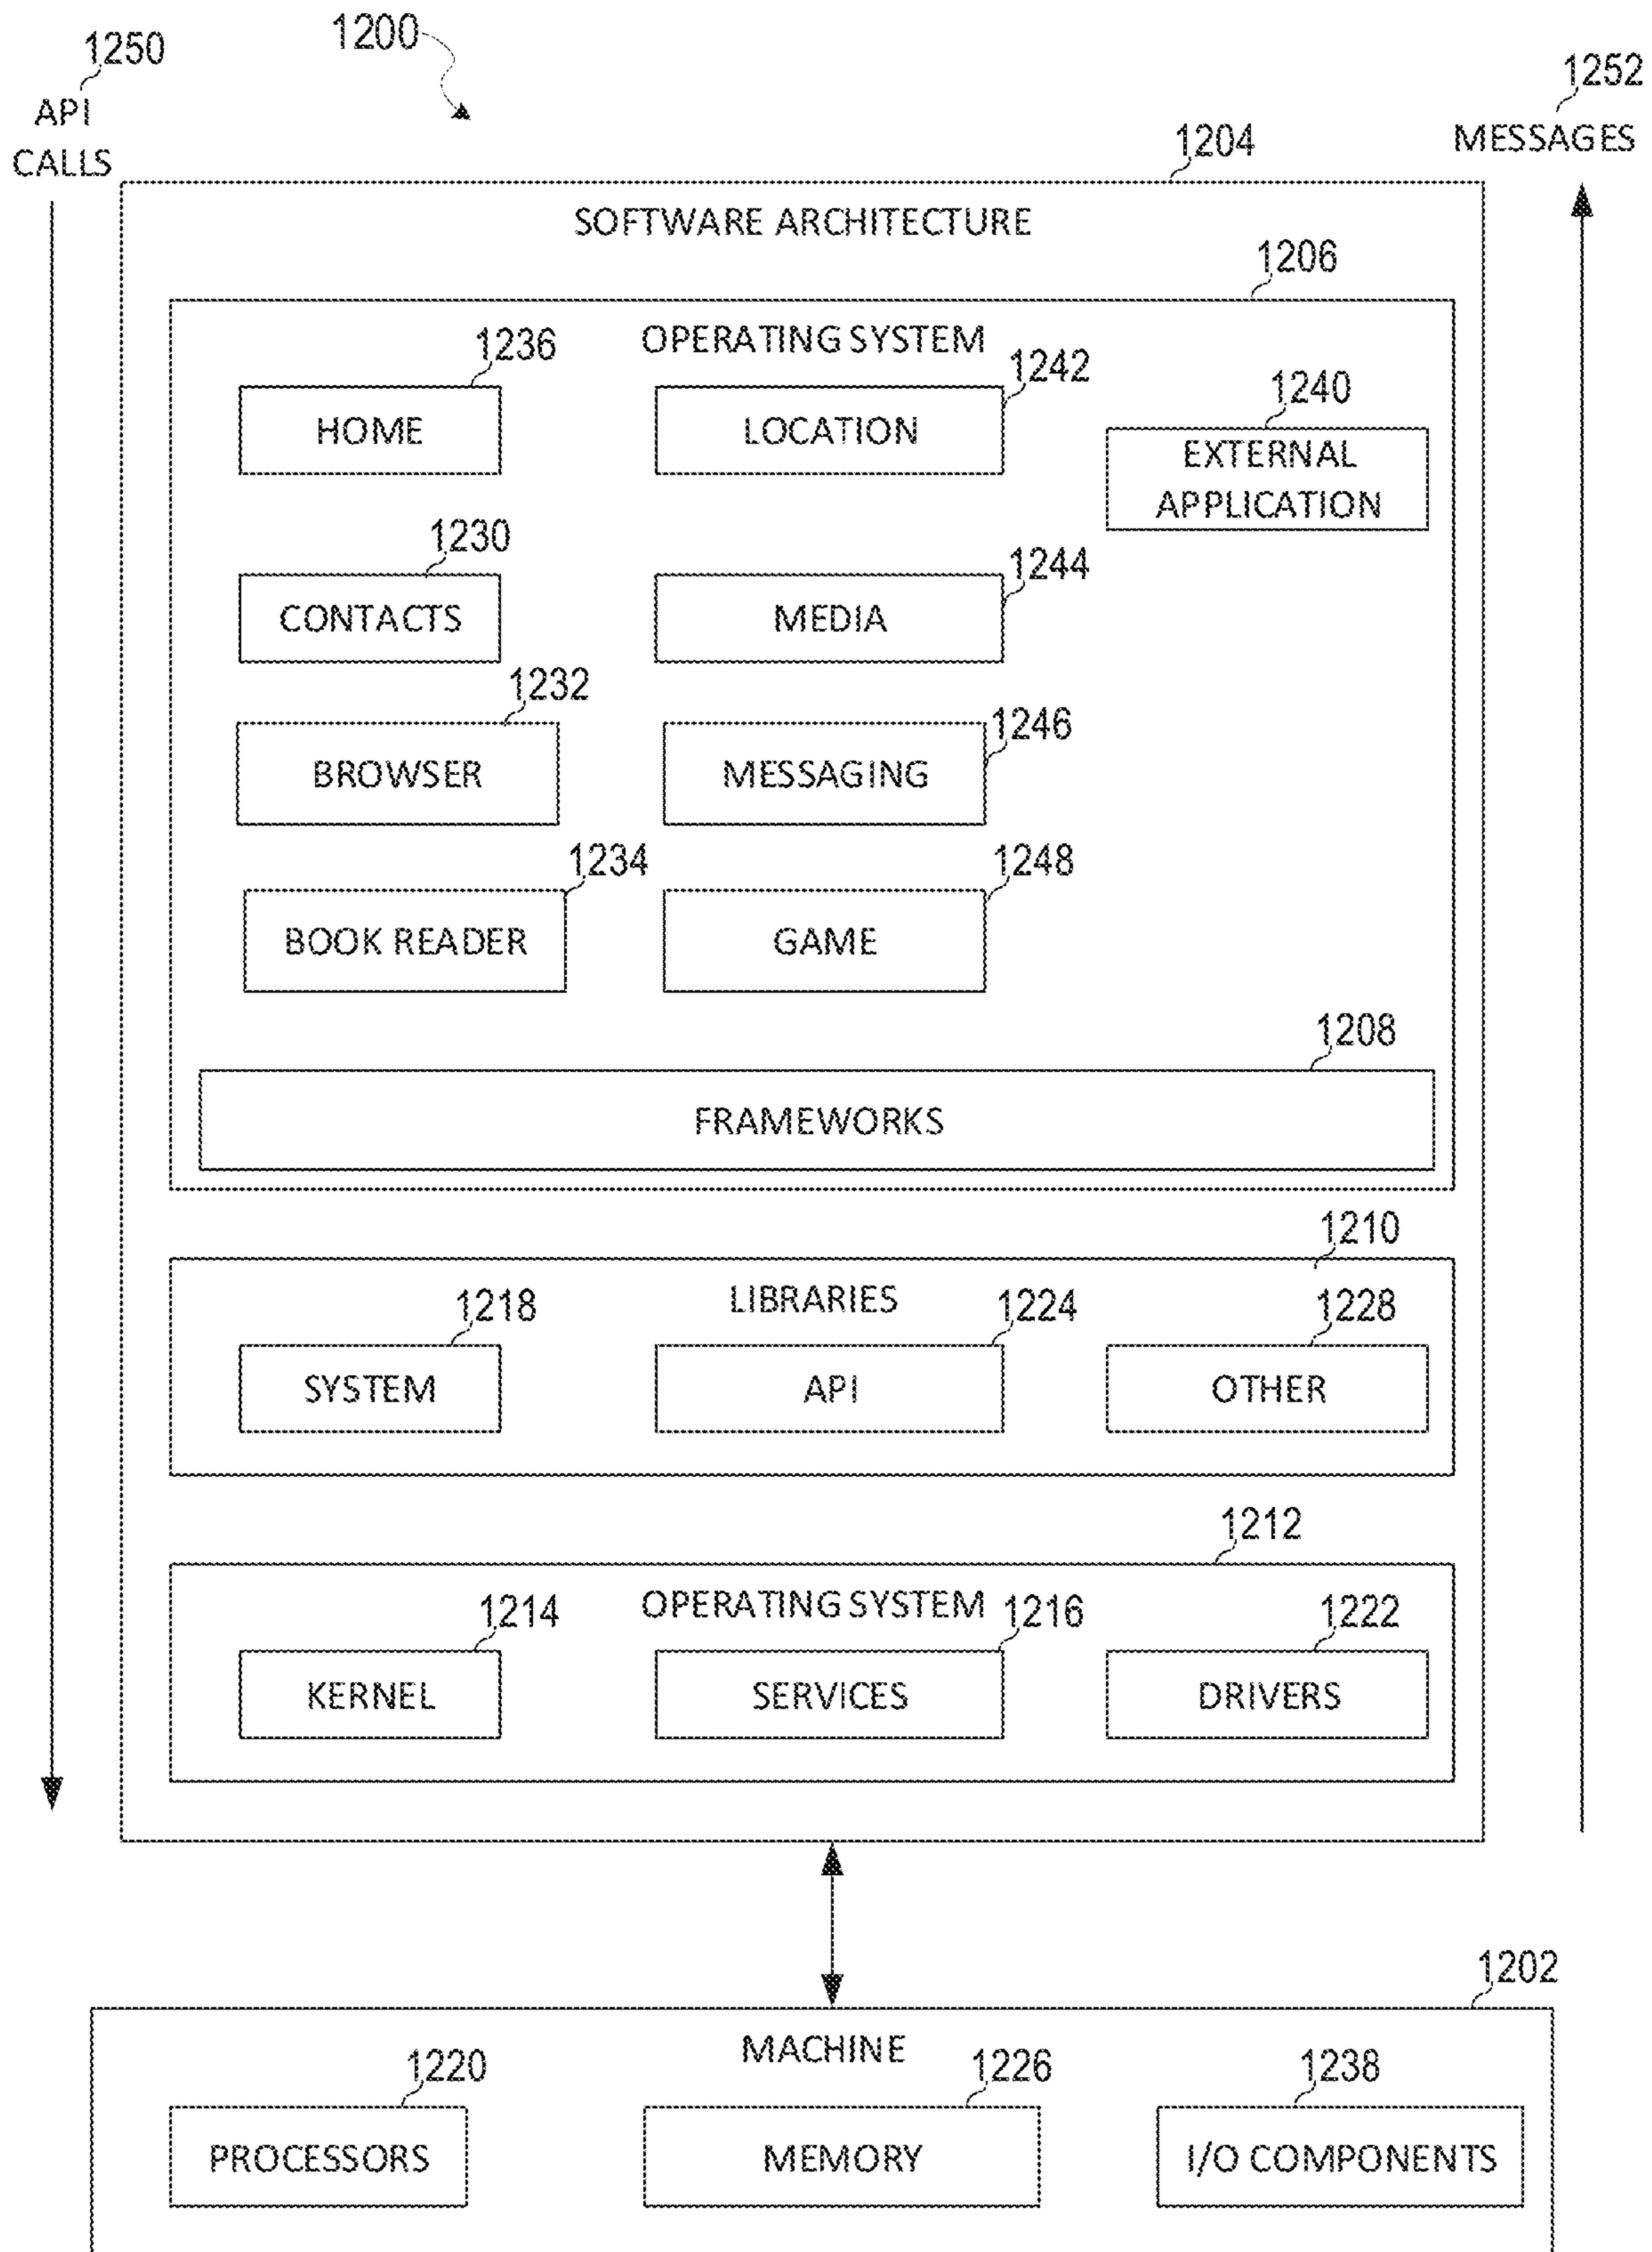 1200
1250
API
CALLS
1252
MESSAGES
1204
SOFTWARE ARCHITECTURE
1206
OPERATING SYSTEM
1236
HOME
1242
LOCATION
1240
EXTERNAL
APPLICATION
1230
CONTACTS
1244
MEDIA
1232
BROWSER
1246
MESSAGING
1234
BOOK READER
1248
GAME
1208
FRAMEWORKS
1210
LIBRARIES
1218
SYSTEM
1224
API
1228
OTHER
1212
OPERATING SYSTEM
1214
KERNEL
1216
SERVICES
1222
DRIVERS
1202
MACHINE
1220
PROCESSORS
1226
MEMORY
1238
I/O COMPONENTS